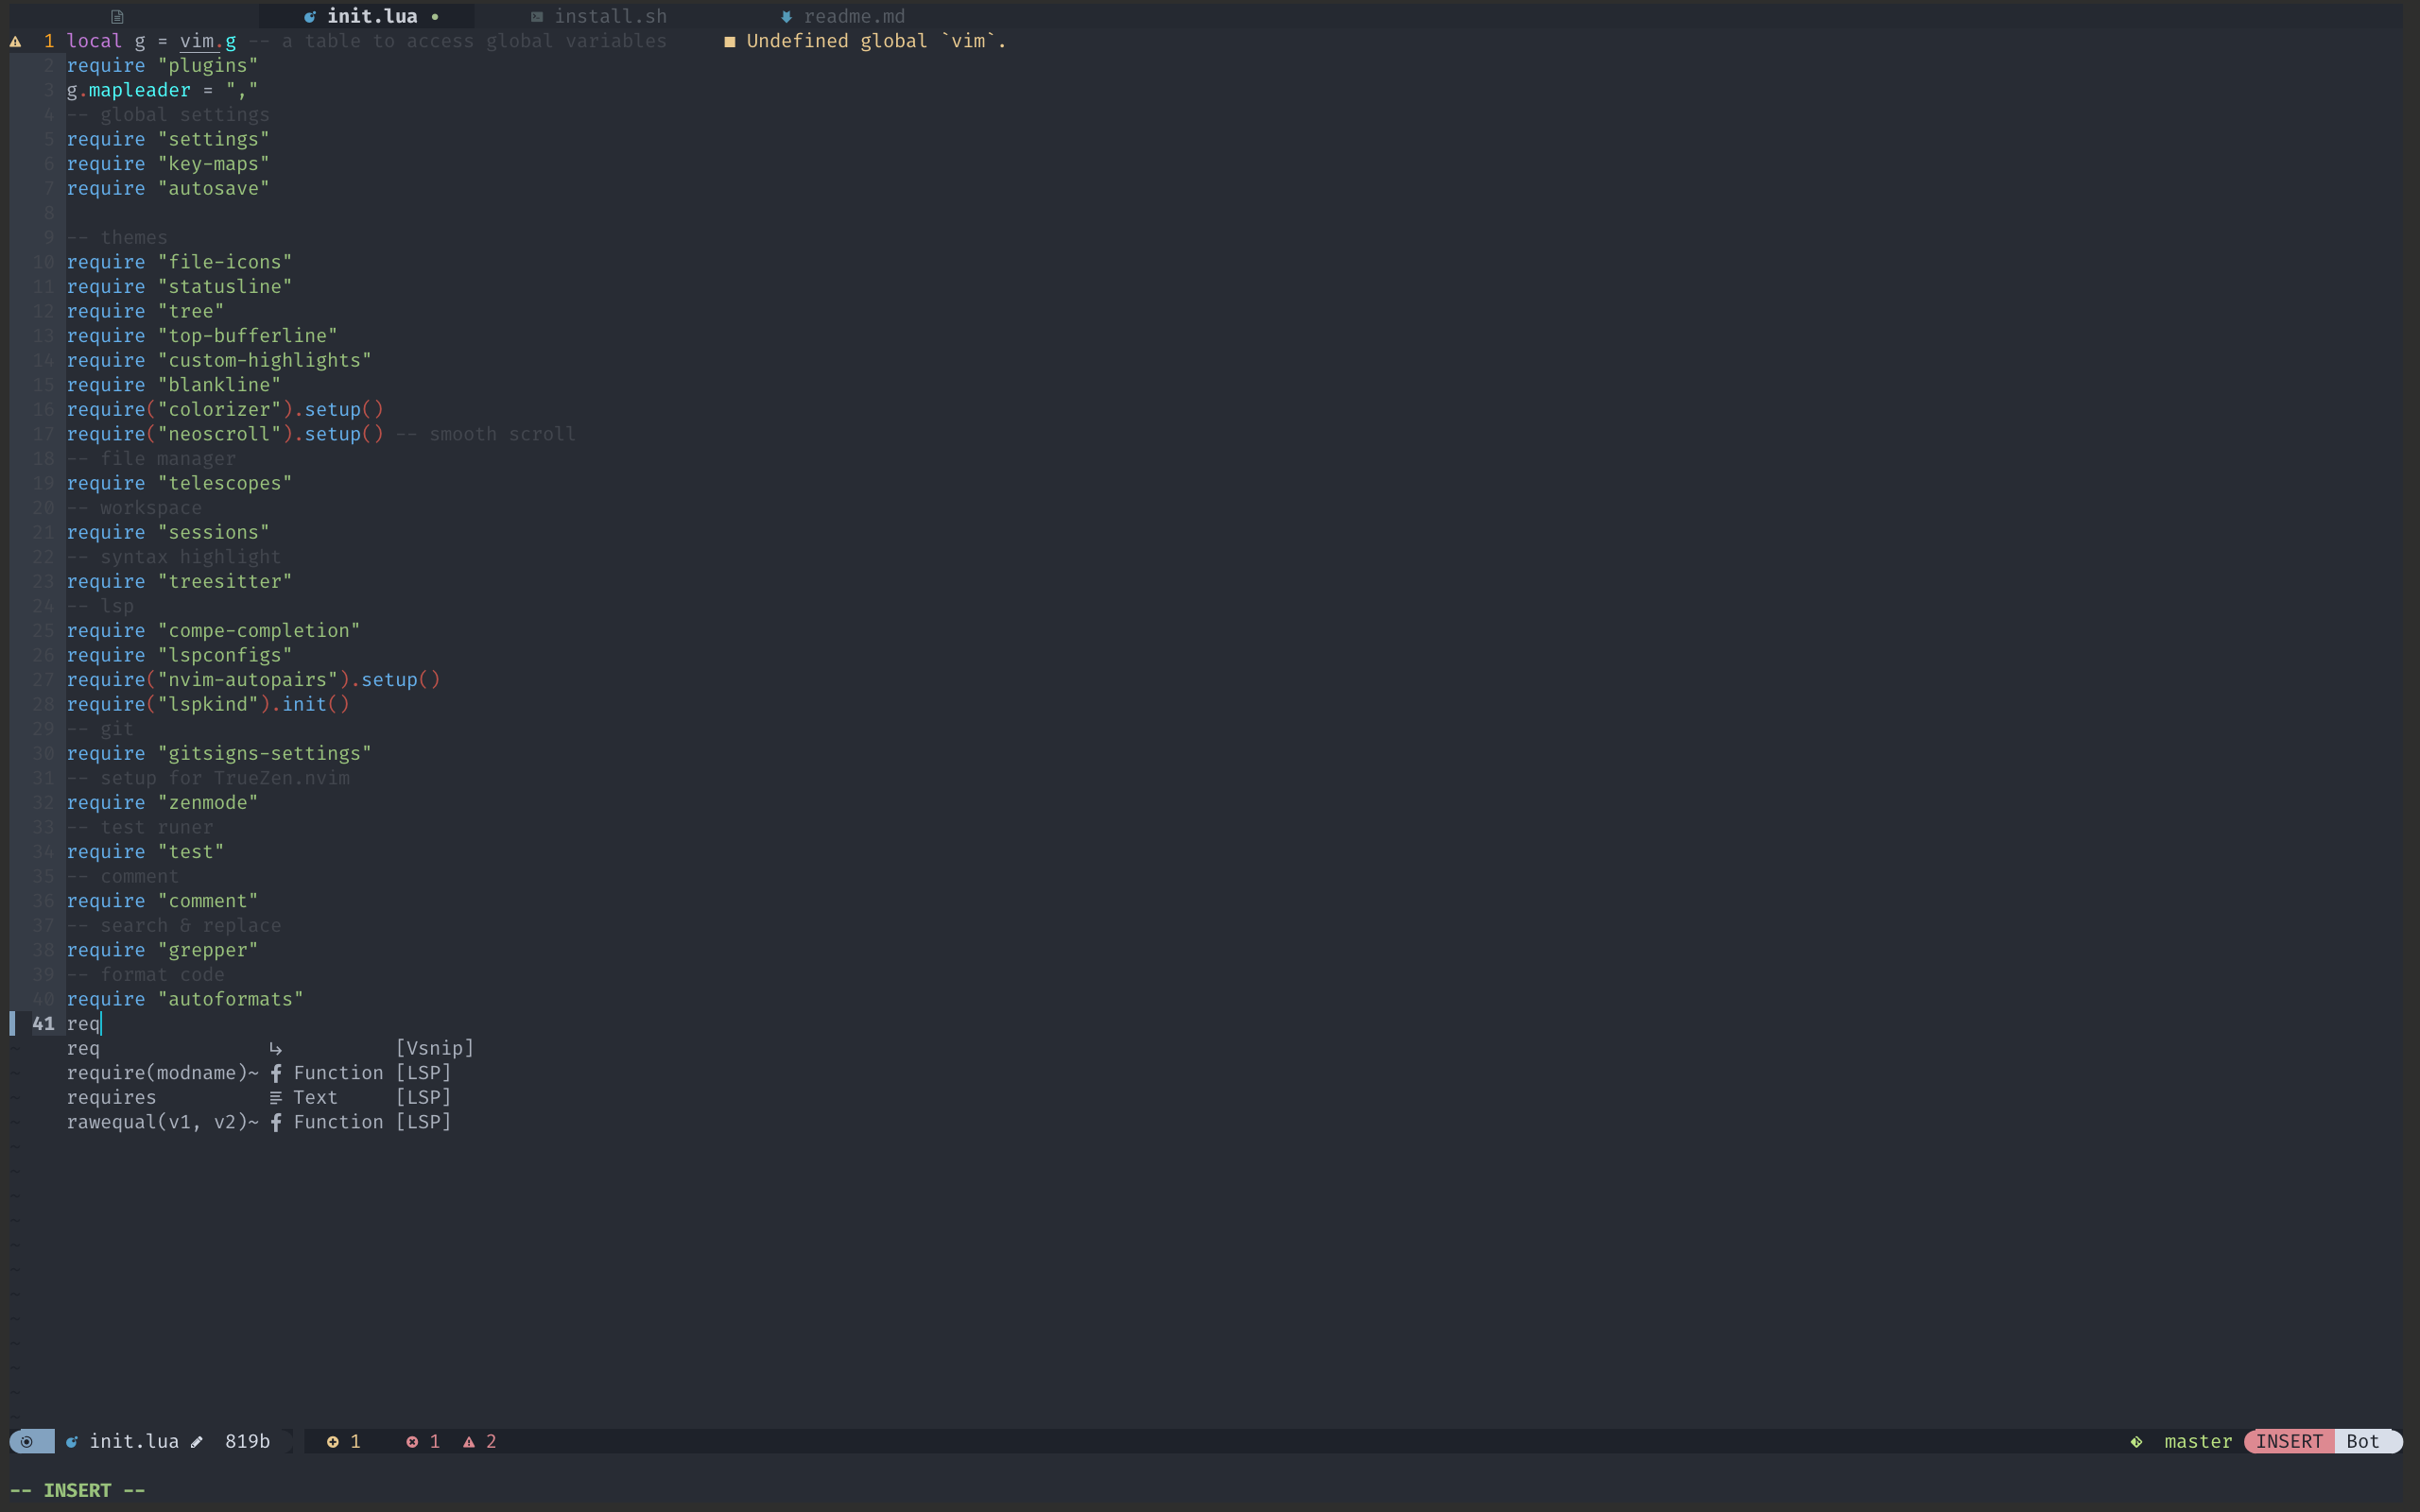 init.lua ● install.sh readme.md
1 local g = vim.g -- a table to access global variables ■ Undefined global `vim`.
2 require "plugins"
3 g.mapleader = ","
4 -- global settings
5 require "settings"
6 require "key-maps"
7 require "autosave"
8
9 -- themes
10 require "file-icons"
11 require "statusline"
12 require "tree"
13 require "top-bufferline"
14 require "custom-highlights"
15 require "blankline"
16 require("colorizer").setup()
17 require("neoscroll").setup() -- smooth scroll
18 -- file manager
19 require "telescopes"
20 -- workspace
21 require "sessions"
22 -- syntax highlight
23 require "treesitter"
24 -- lsp
25 require "compe-completion"
26 require "lspconfigs"
27 require("nvim-autopairs").setup()
28 require("lspkind").init()
29 -- git
30 require "gitsigns-settings"
31 -- setup for TrueZen.nvim
32 require "zenmode"
33 -- test runer
34 require "test"
35 -- comment
36 require "comment"
37 -- search & replace
38 require "grepper"
39 -- format code
40 require "autoformats"
41 req
req [Vsnip]
require(modname)~ Function [LSP]
requires Text [LSP]
rawequal(v1, v2)~ Function [LSP]
init.lua 819b 1 1 2 master INSERT Bot
-- INSERT --